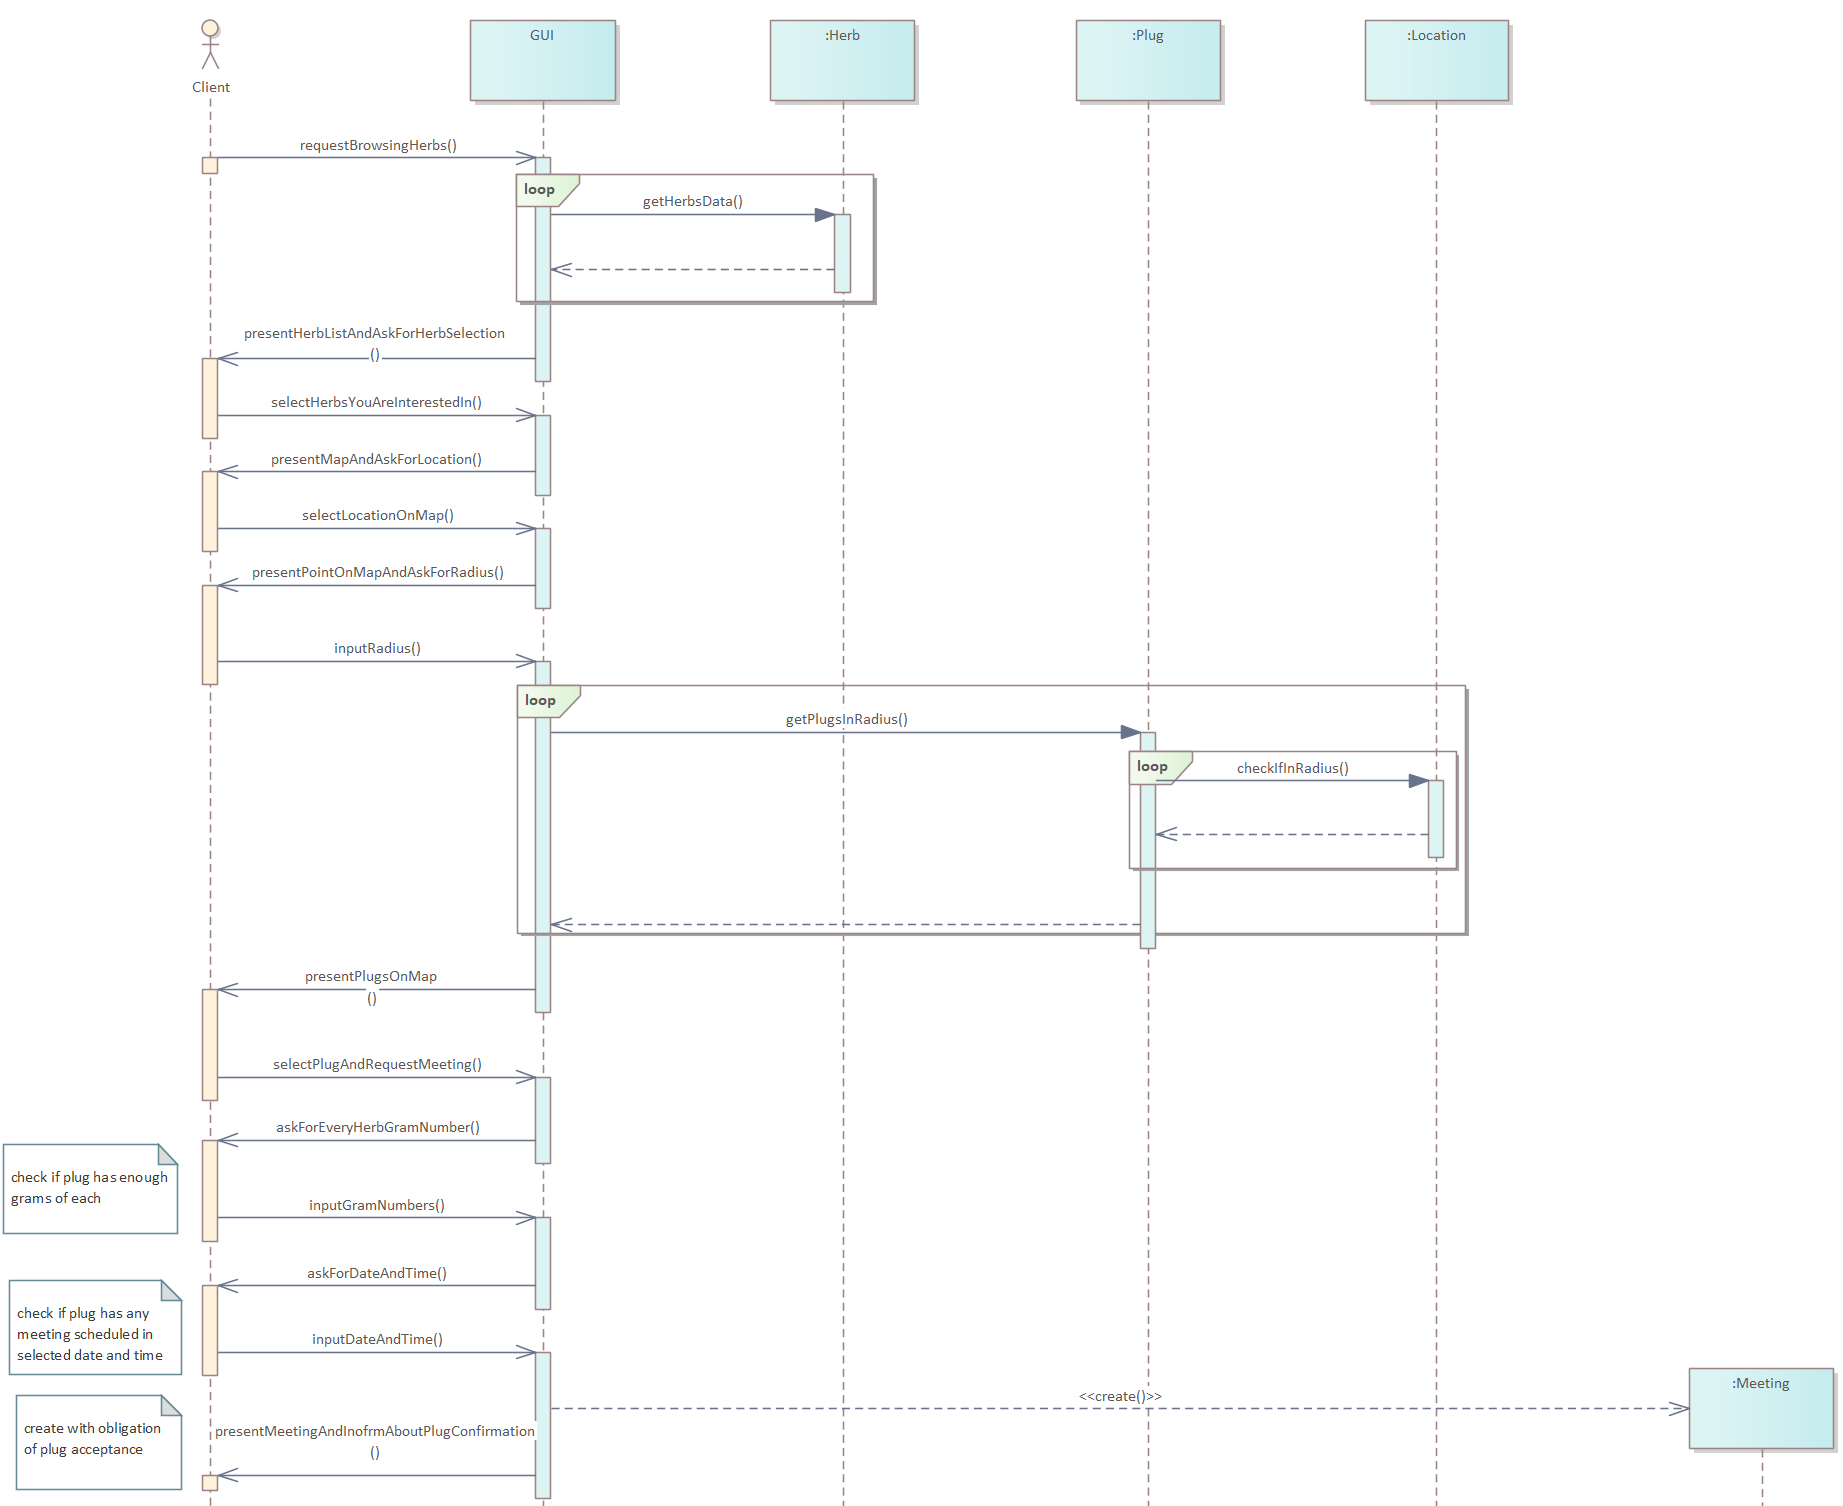 GUI
:Herb
:Plug
:Location
Client
requestBrowsingHerbs()
loop
getHerbsData()
presentHerbListAndAskForHerbSelection
()
selectHerbsYouAreInterestedIn()
presentMapAndAskForLocation()
selectLocationOnMap()
presentPointOnMapAndAskForRadius()
inputRadius()
loop
getPlugsInRadius()
loop
checkIfInRadius()
presentPlugsOnMap
()
selectPlugAndRequestMeeting()
askForEveryHerbGramNumber()
check if plug has enough
grams of each
inputGramNumbers()
askForDateAndTime()
check if plug has any
meeting scheduled in
selected date and time
inputDateAndTime()
:Meeting
<<create()>>
create with obligation
of plug acceptance
presentMeetingAndInofrmAboutPlugConfirmation
()